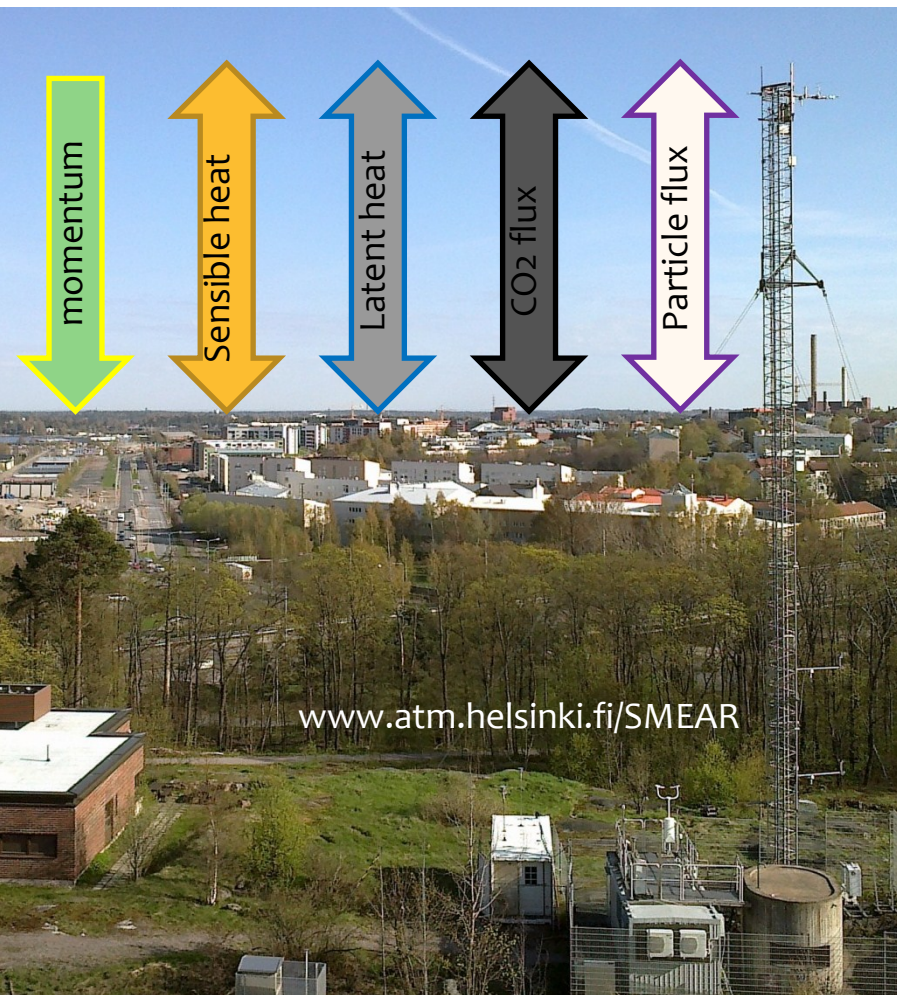 momentum
Sensible heat
Latent heat
CO2 flux
Particle flux
www.atm.helsinki.fi/SMEAR